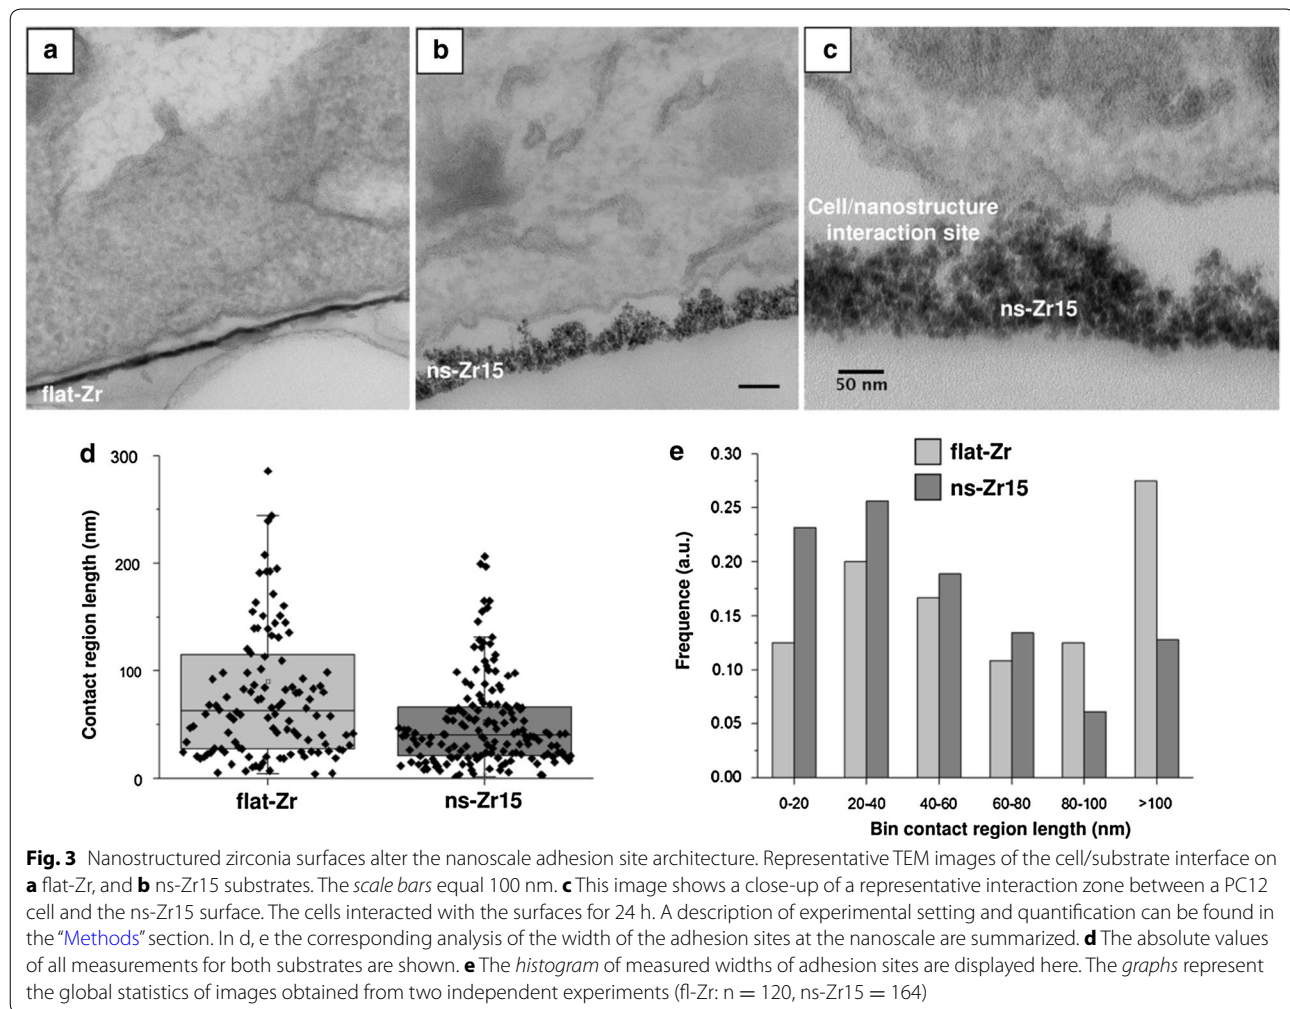 a
b
c
flat-Zr
ns-Zr15
Cell/nanostructure
interaction site
ns-Zr15
50 nm
d
Contact region length (nm)
300
200
100
0
flat-Zr
ns-Zr15
e
flat-Zr
ns-Zr15
Frequence (a.u.)
0.30
0.25
0.20
0.15
0.10
0.05
0.00
0-20
20-40
40-60
60-80
80-100
>100
Bin contact region length (nm)
Fig. 3 Nanostructured zirconia surfaces alter the nanoscale adhesion site architecture. Representative TEM images of the cell/substrate interface on
a flat-Zr, and b ns-Zr15 substrates. The scale bars equal 100 nm. c This image shows a close-up of a representative interaction zone between a PC12
cell and the ns-Zr15 surface. The cells interacted with the surfaces for 24 h. A description of experimental setting and quantification can be found in
the “Methods” section. In d, e the corresponding analysis of the width of the adhesion sites at the nanoscale are summarized. d The absolute values
of all measurements for both substrates are shown. e The histogram of measured widths of adhesion sites are displayed here. The graphs represent
the global statistics of images obtained from two independent experiments (fl-Zr: n = 120, ns-Zr15 = 164)